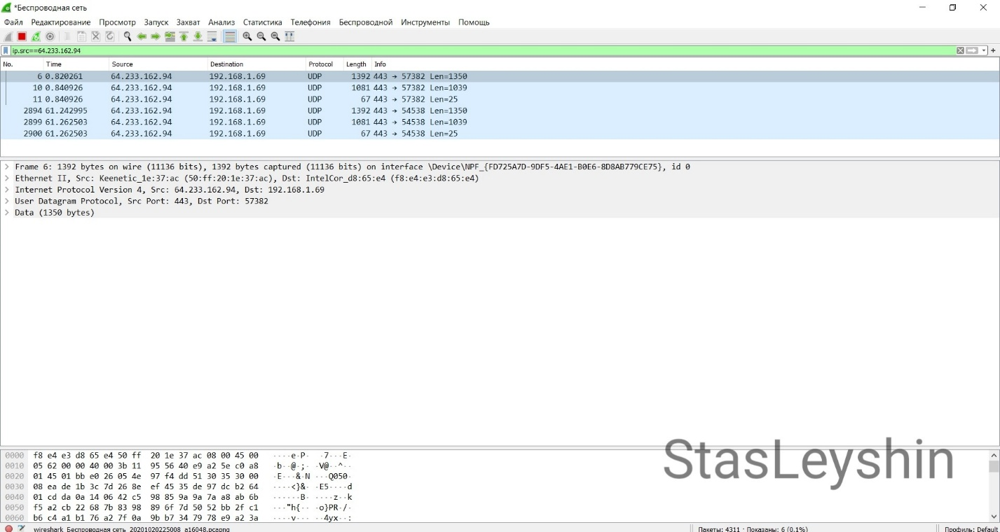 *Беспроводная сеть
Файл Редактирование Просмотр Запуск Захват Анализ Статистика Телефония Беспроводной Инструменты Помощь
ip.src==64.233.162.94
No. Time Source Destination Protocol Length Info
6 0.820261 64.233.162.94 192.168.1.69 UDP 1392 443 → 57382 Len=1350
10 0.840926 64.233.162.94 192.168.1.69 UDP 1081 443 → 57382 Len=1039
11 0.840926 64.233.162.94 192.168.1.69 UDP 67 443 → 57382 Len=25
2894 61.242995 64.233.162.94 192.168.1.69 UDP 1392 443 → 54538 Len=1350
2899 61.262503 64.233.162.94 192.168.1.69 UDP 1081 443 → 54538 Len=1039
2900 61.262503 64.233.162.94 192.168.1.69 UDP 67 443 → 54538 Len=25
Frame 6: 1392 bytes on wire (11136 bits), 1392 bytes captured (11136 bits) on interface \Device\NPF_{FD725A7D-9DF5-4AE1-B0E6-8D8AB779CE75}, id 0
Ethernet II, Src: Keenetic_1e:37:ac (50:ff:20:1e:37:ac), Dst: IntelCor_d8:65:e4 (f8:e4:e3:d8:65:e4)
Internet Protocol Version 4, Src: 64.233.162.94, Dst: 192.168.1.69
User Datagram Protocol, Src Port: 443, Dst Port: 57382
Data (1350 bytes)
StasLeyshin
0000 f8 e4 e3 d8 65 e4 50 ff 20 1e 37 ac 08 00 45 00 ····e·P· ·7···E·
0010 05 62 00 00 40 00 3b 11 95 56 40 e9 a2 5e c0 a8 ·b··@·;· ·V@··^··
0020 01 45 01 bb e0 26 05 4e 97 f4 dd 51 30 35 30 00 ·E···&·N ···Q050·
0030 08 ea de 1b 3c 7d 26 8e ef 45 35 de 97 dc b2 64 ····<}&· ·E5····d
0040 01 cd da 0a 14 06 42 c5 98 85 9a 9a 7a a8 ab 6b ······B· ····z··k
0050 f5 a2 cb 22 68 7b 83 98 89 6f 7d 50 52 bb 2f c1 ···"h{·· ·o}PR·/·
0060 b6 c4 a1 b1 76 a2 7f 0a 9b b7 34 79 78 e9 a2 3a ····v··· ··4yx··:
wireshark_Беспроводная сеть_20201020225008_a16048.pcapng Пакеты: 4311 · Показаны: 6 (0.1%) Профиль: Default